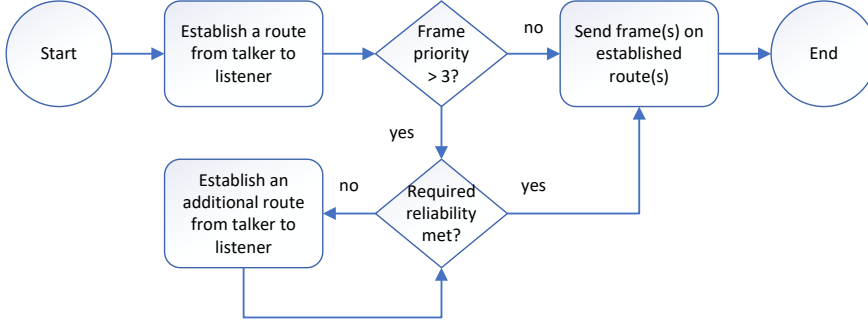 Start
Establish a route
from talker to
listener
Frame
priority
> 3?
no
Send frame(s) on
established
route(s)
End
yes
Establish an
additional route
from talker to
listener
no
Required
reliability
met?
yes